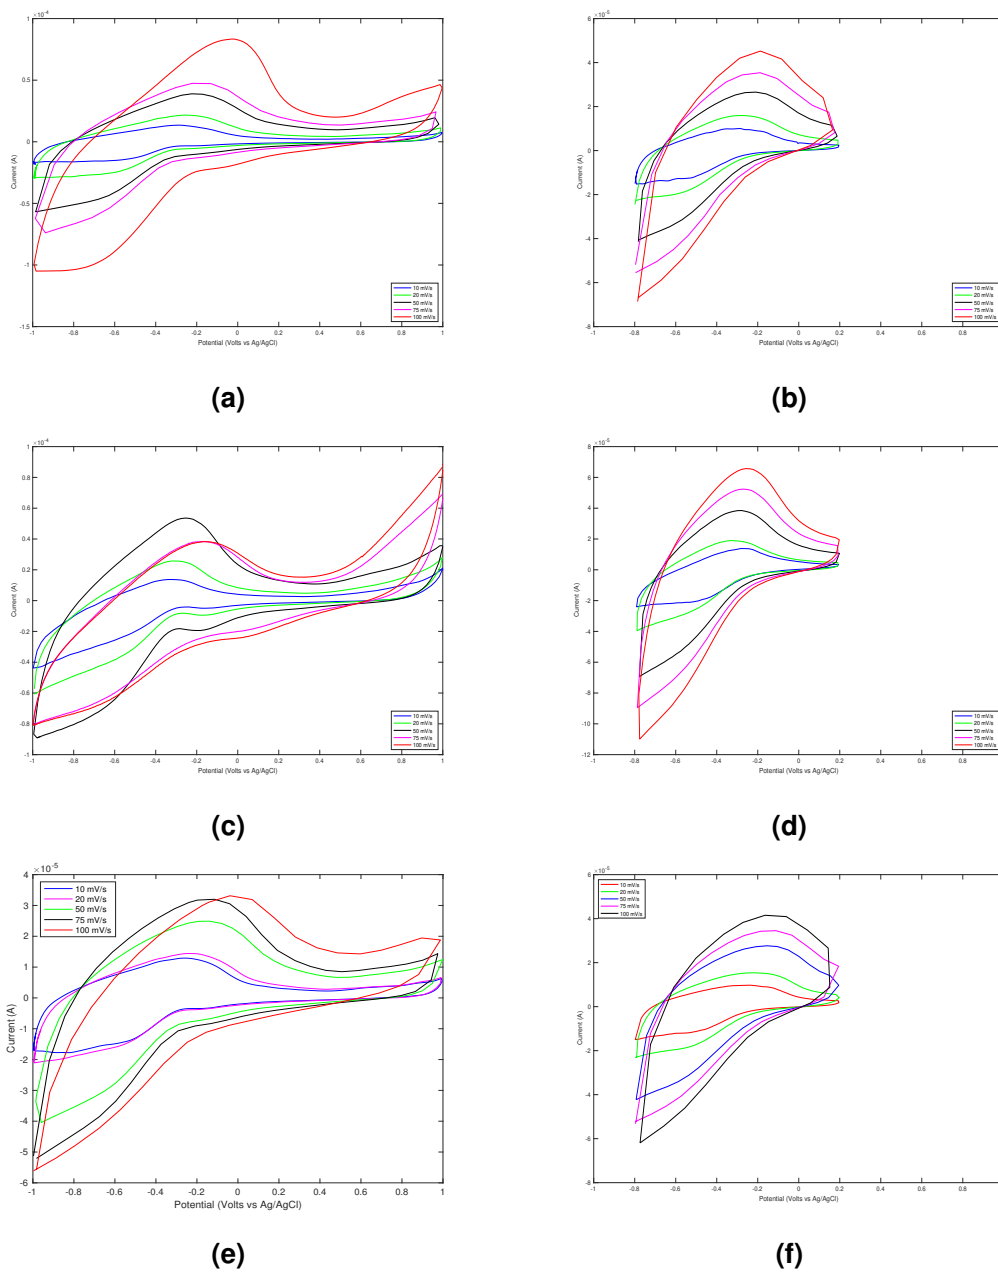 ×10⁻⁴
1
0.5
0
-0.5
-1
-1.5
Current (A)
-1 -0.8 -0.6 -0.4 -0.2 0 0.2 0.4 0.6 0.8 1
Potential (Volts vs Ag/AgCl)
10 mV/s
20 mV/s
50 mV/s
75 mV/s
100 mV/s
(a)
×10⁻⁵
6
4
2
0
-2
-4
-6
-8
Current (A)
-1 -0.8 -0.6 -0.4 -0.2 0 0.2 0.4 0.6 0.8
Potential (Volts vs Ag/AgCl)
10 mV/s
20 mV/s
50 mV/s
75 mV/s
100 mV/s
(b)
×10⁻⁴
1
0.8
0.6
0.4
0.2
0
-0.2
-0.4
-0.6
-0.8
-1
Current (A)
-1 -0.8 -0.6 -0.4 -0.2 0 0.2 0.4 0.6 0.8 1
Potential (Volts vs Ag/AgCl)
10 mV/s
20 mV/s
50 mV/s
75 mV/s
100 mV/s
(c)
×10⁻⁵
8
6
4
2
0
-2
-4
-6
-8
-10
-12
Current (A)
-1 -0.8 -0.6 -0.4 -0.2 0 0.2 0.4 0.6 0.8
Potential (Volts vs Ag/AgCl)
10 mV/s
20 mV/s
50 mV/s
75 mV/s
100 mV/s
(d)
×10⁻⁵
4
3
2
1
0
-1
-2
-3
-4
-5
-6
Current (A)
-1 -0.8 -0.6 -0.4 -0.2 0 0.2 0.4 0.6 0.8 1
Potential (Volts vs Ag/AgCl)
10 mV/s
20 mV/s
50 mV/s
75 mV/s
100 mV/s
(e)
×10⁻⁵
6
4
2
0
-2
-4
-6
-8
Current (A)
-1 -0.8 -0.6 -0.4 -0.2 0 0.2 0.4 0.6 0.8
Potential (Volts vs Ag/AgCl)
10 mV/s
20 mV/s
50 mV/s
75 mV/s
100 mV/s
(f)